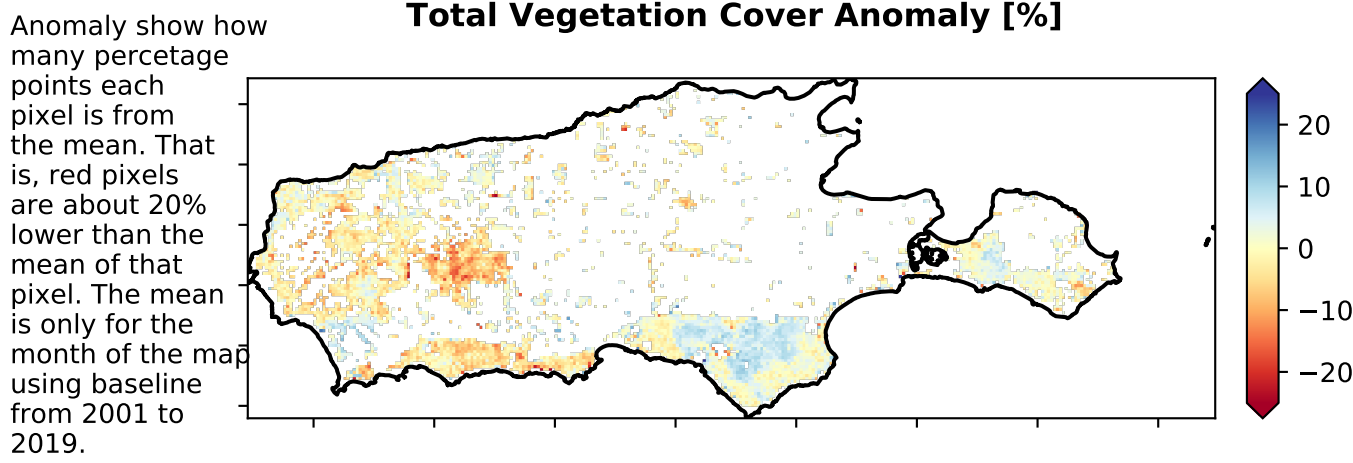 Total Vegetation Cover Anomaly [%]
Anomaly show how
many percetage
points each
pixel is from
the mean. That
is, red pixels
are about 20%
lower than the
mean of that
pixel. The mean
is only for the
month of the map
using baseline
from 2001 to
2019.
20
10
0
−10
−20